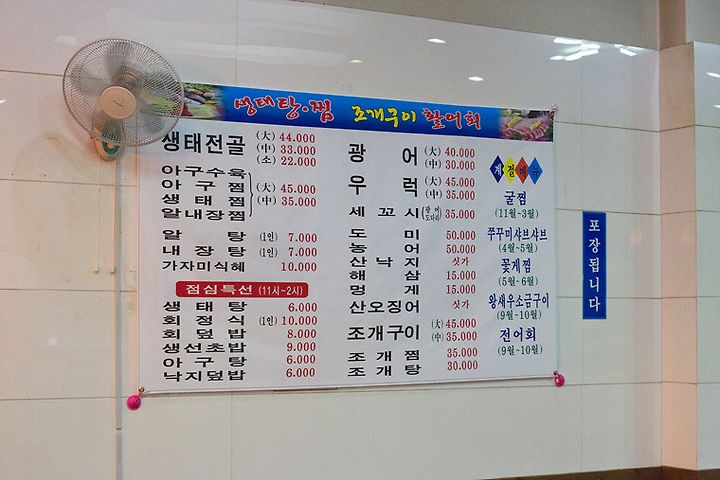 생태탕·찜 조개구이 활어회
생태전골 (大) 44.000
(中) 33.000
(소) 22.000
아구수육
아구찜
생태찜
알내장찜
(大) 45.000
(中) 35.000
알탕 (1인) 7.000
내장탕 (1인) 7.000
가자미식혜 10.000
점심특선 (11시~2시)
생태탕 6.000
회정식 (1인) 10.000
회덮밥 8.000
생선초밥 9.000
아구탕 6.000
낙지덮밥 6.000
광어 (大) 40.000
(中) 30.000
우럭 (大) 45.000
(中) 35.000
세꼬시 (광어 도다리) 35.000
도미 50.000
농어 50.000
산낙지 싯가
해삼 15.000
멍게 15.000
산오징어 싯가
조개구이 (大) 45.000
(中) 35.000
조개찜 35.000
조개탕 30.000
계절메뉴
굴찜
(11월~3월)
쭈꾸미샤브샤브
(4월~5월)
꽃게찜
(5월~6월)
왕새우소금구이
(9월~10월)
전어회
(9월~10월)
포장됩니다